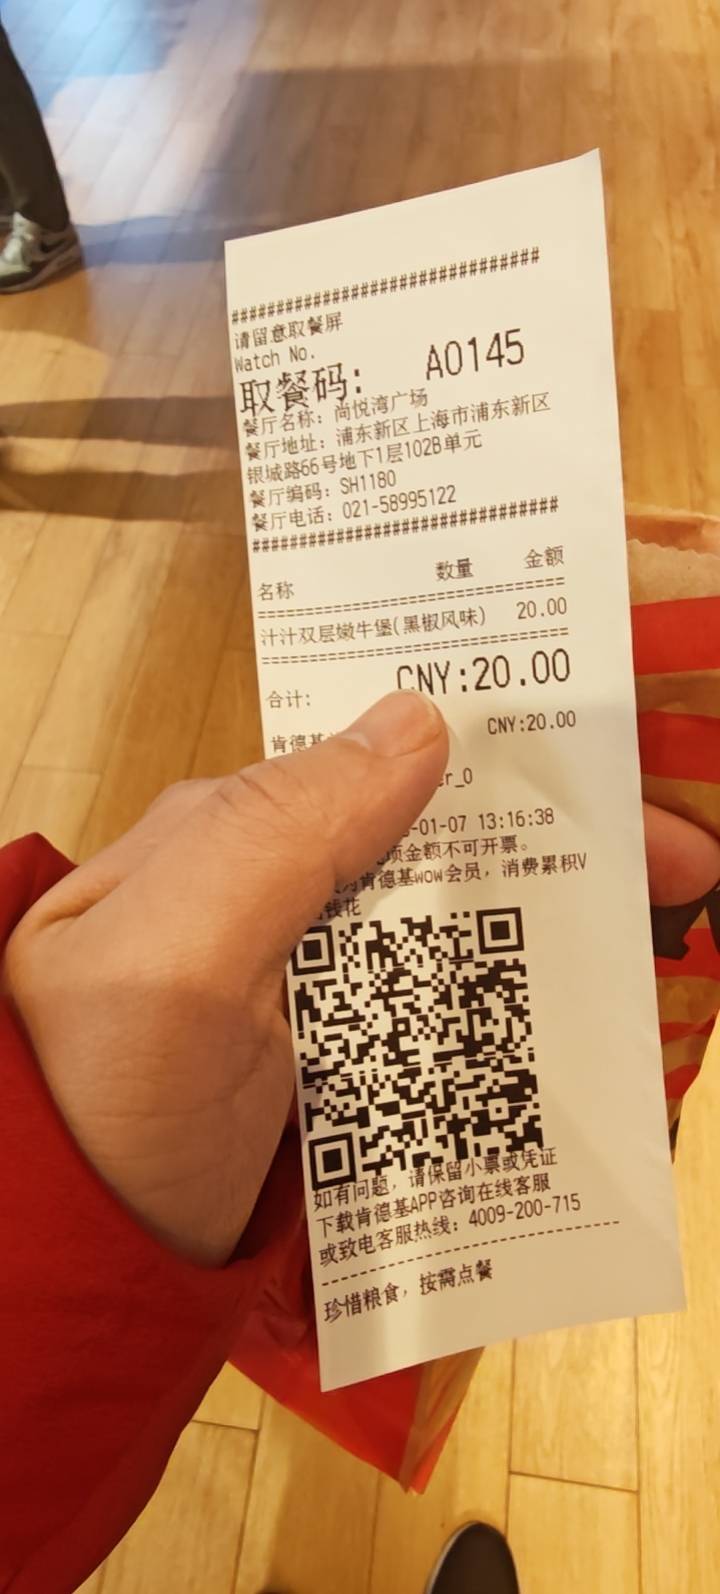 ##############################
请留意取餐屏
Watch No.
取餐码: A0145
餐厅名称: 尚悦湾广场
餐厅地址: 浦东新区上海市浦东新区
银城路66号地下1层102B单元
餐厅编码: SH1180
餐厅电话: 021-58995122
##############################
名称 数量 金额
==============================
汁汁双层嫩牛堡(黑椒风味) 20.00
==============================
合计: CNY:20.00
肯德基 CNY:20.00
er_0
-01-07 13:16:38
项金额不可开票。
为肯德基WOW会员, 消费累积V
钱花
如有问题, 请保留小票或凭证
下载肯德基APP咨询在线客服
或致电客服热线: 4009-200-715
------------------------------
珍惜粮食, 按需点餐